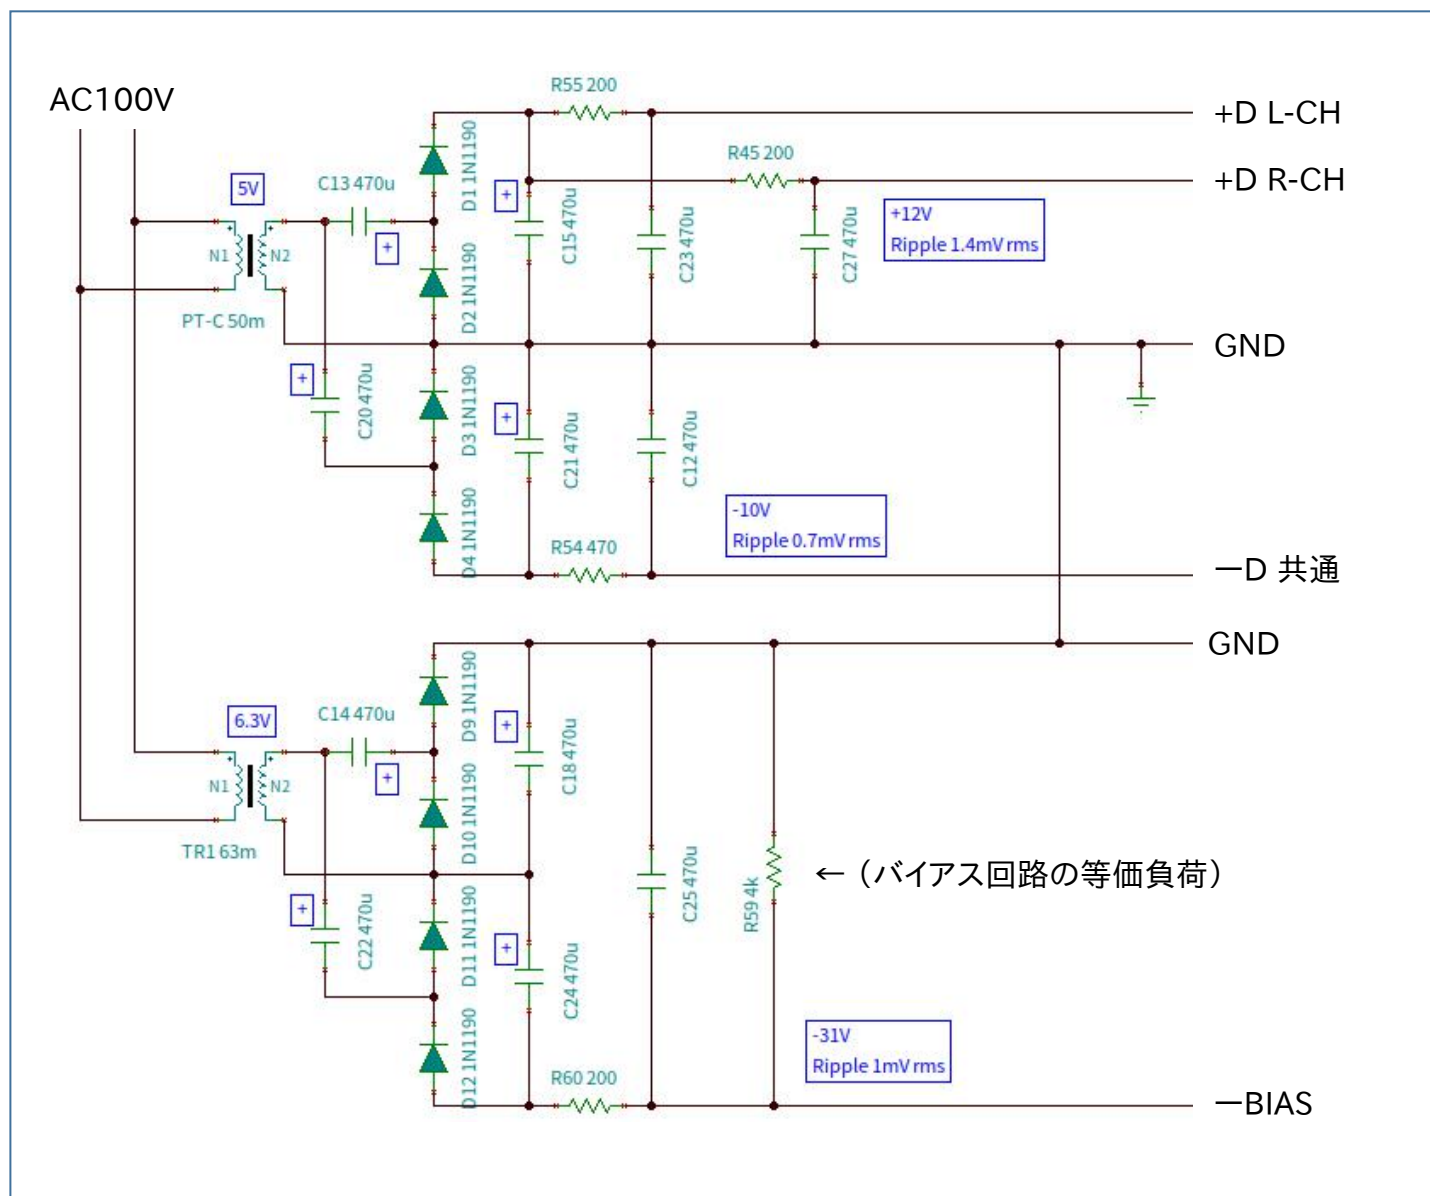 AC100V
R55 200
+D L-CH
R45 200
+D R-CH
5V
C13 470u
D1 1N1190
+
+
C15 470u
C23 470u
C27 470u
+12V
Ripple 1.4mV rms
N1
N2
D2 1N1190
PT-C 50m
GND
+
C20 470u
D3 1N1190
+
C21 470u
C12 470u
-10V
Ripple 0.7mV rms
D4 1N1190
R54 470
ーD 共通
GND
D9 1N1190
6.3V
C14 470u
+
+
C18 470u
N1
N2
D10 1N1190
TR1 63m
C25 470u
R59 4k
←（バイアス回路の等価負荷）
+
C22 470u
D11 1N1190
+
C24 470u
-31V
Ripple 1mV rms
D12 1N1190
R60 200
ーBIAS